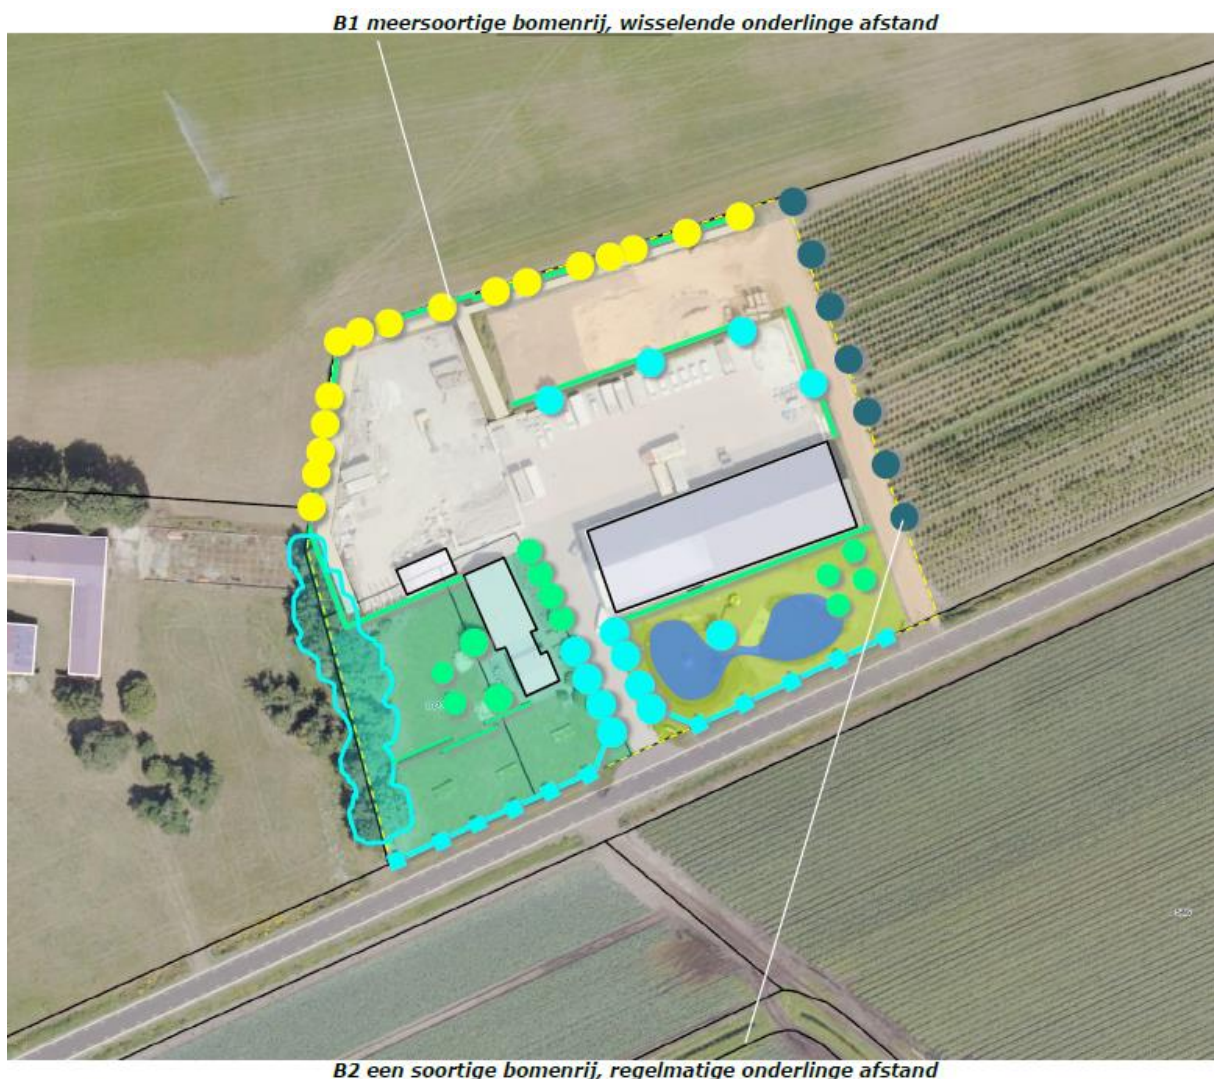 B1 meersoortige bomenrij, wisselende onderlinge afstand
B2 een soortige bomenrij, regelmatige onderlinge afstand